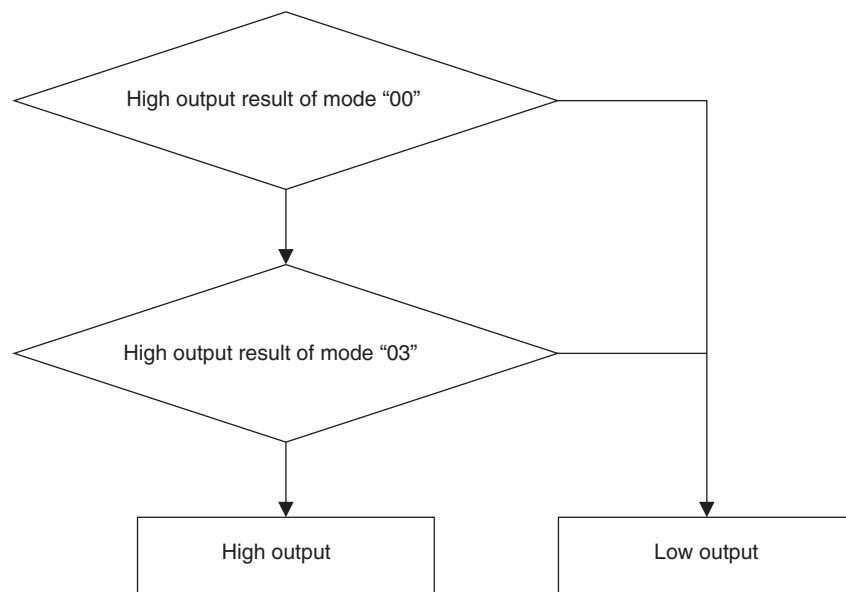 High output result of mode “00”
High output result of mode “03”
High output
Low output